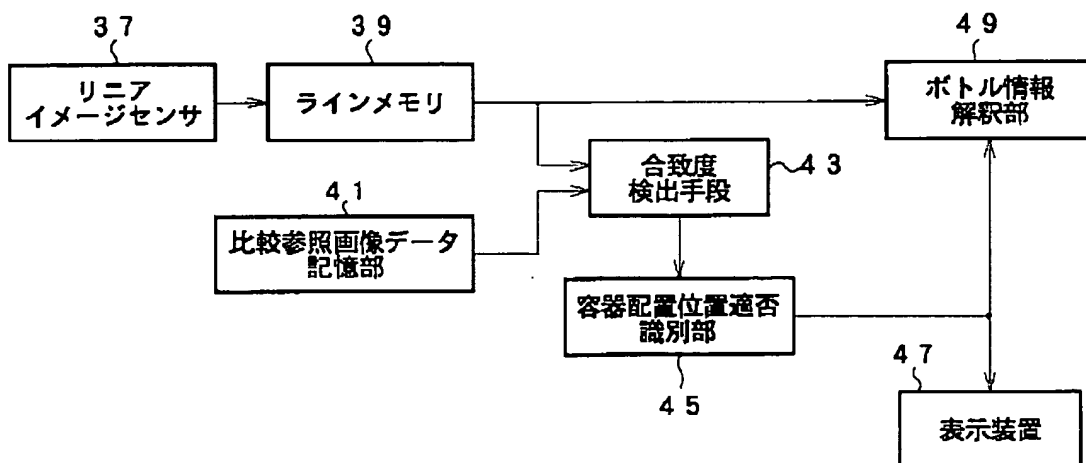 ３７
リニア
イメージセンサ
３９
ラインメモリ
４９
ボトル情報
解釈部
合致度
検出手段
４３
４１
比較参照画像データ
記憶部
容器配置位置適否
識別部
４５
４７
表示装置